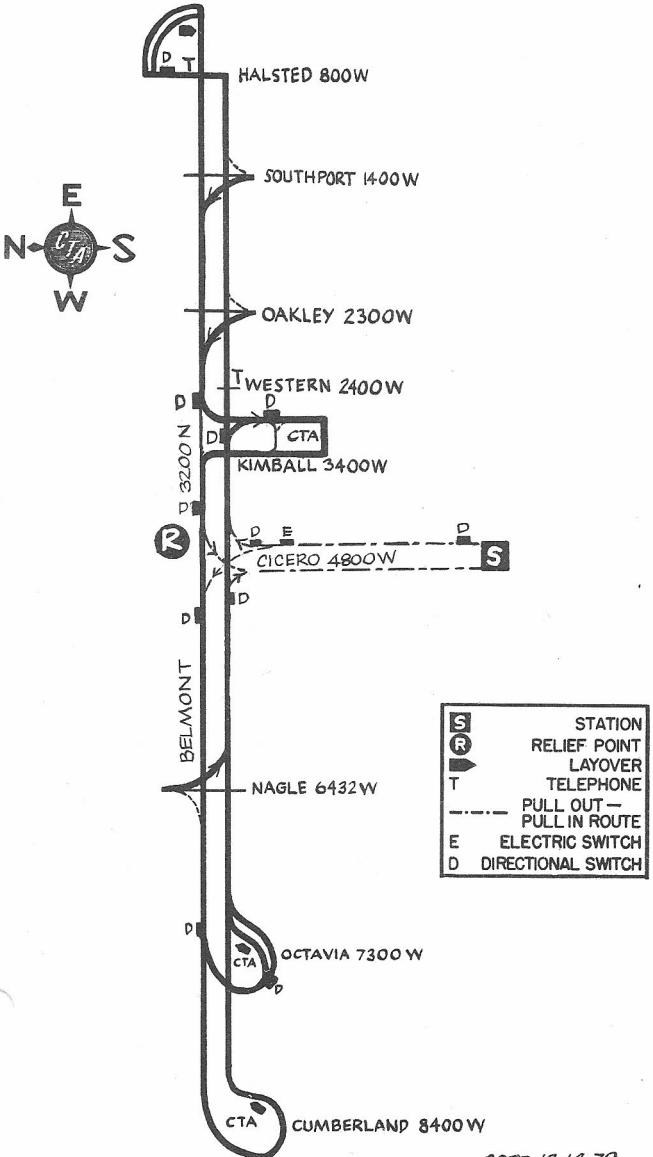 D T
HALSTED 800W
SOUTHPORT 1400W
E
N CTA S
W
OAKLEY 2300W
T WESTERN 2400W
D
D
D CTA
KIMBALL 3400W
3200N
D
R
D E D
CICERO 4800W
S
D
D
BELMONT
NAGLE 6432W
D
OCTAVIA 7300W
CTA
D
CTA
CUMBERLAND 8400W
S STATION
R RELIEF POINT
LAYOVER
T TELEPHONE
PULL OUT —
PULL IN ROUTE
E ELECTRIC SWITCH
D DIRECTIONAL SWITCH